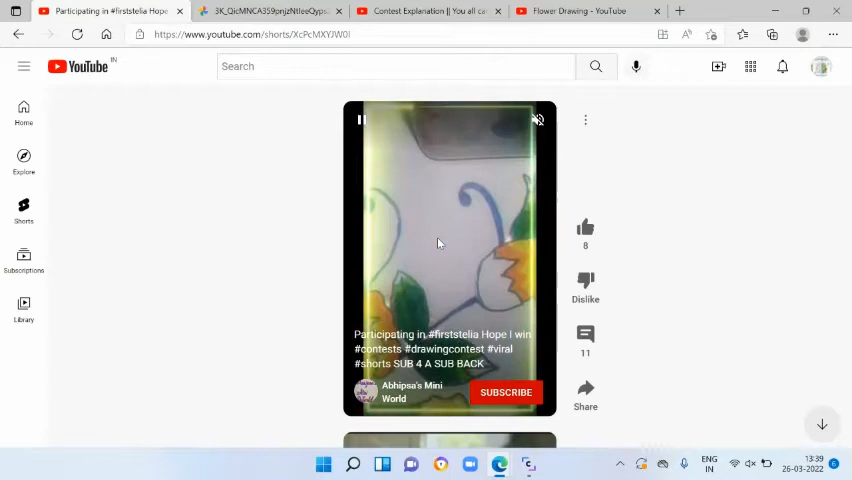 Participating in #firststelia Hope
3K_QicMNCA359pnjzNtleeQyps
Contest Explanation || You all can
Flower Drawing - YouTube
https://www.youtube.com/shorts/XcPcMXYJW0I
YouTube
IN
Search
Home
Explore
Shorts
Subscriptions
Library
8
Dislike
11
Share
Participating in #firststelia Hope I win
#contests #drawingcontest #viral
#shorts SUB 4 A SUB BACK
Abhipsa's Mini
World
SUBSCRIBE
ENG
IN
13:39
26-03-2022
6